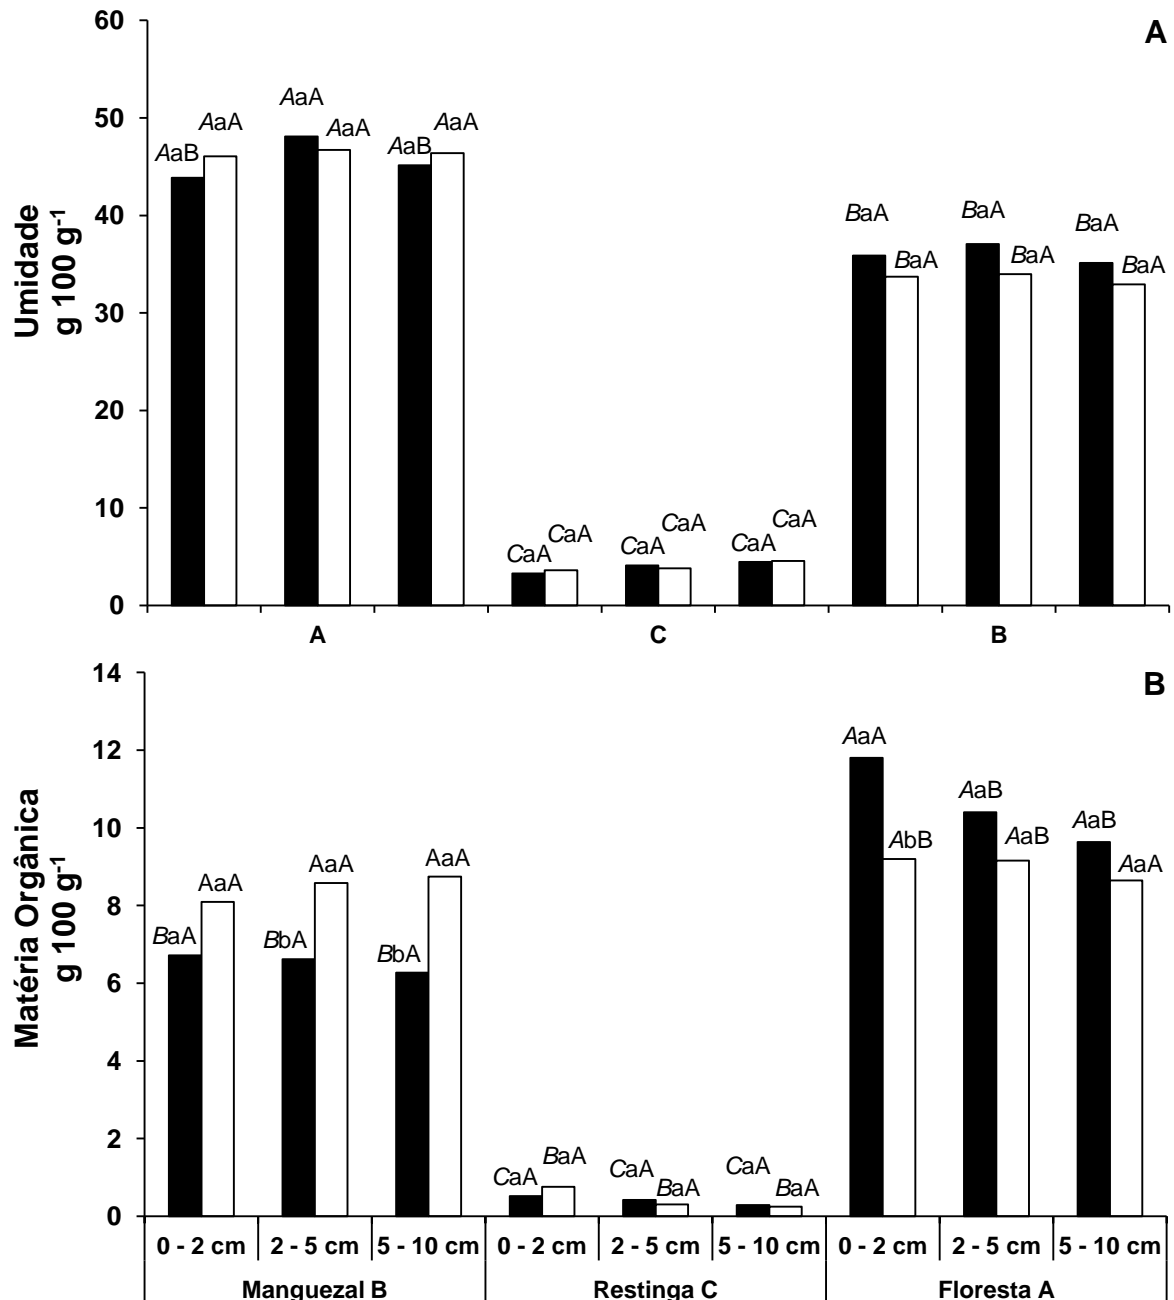 60
A
50
40
30
20
10
0
Umidade
g 100 g-1
AaB
AaA
AaA
AaA
AaB
AaA
CaA
CaA
CaA
CaA
CaA
CaA
BaA
BaA
BaA
BaA
BaA
BaA
A C B
14
B
12
10
8
6
4
2
0
Matéria Orgânica
g 100 g-1
BaA
AaA
BbA
AaA
BbA
AaA
CaA
BaA
CaA
BaA
CaA
BaA
AaA
AbB
AaB
AaB
AaB
AaA
0 - 2 cm 2 - 5 cm 5 - 10 cm 0 - 2 cm 2 - 5 cm 5 - 10 cm 0 - 2 cm 2 - 5 cm 5 - 10 cm
Manguezal B Restinga C Floresta A